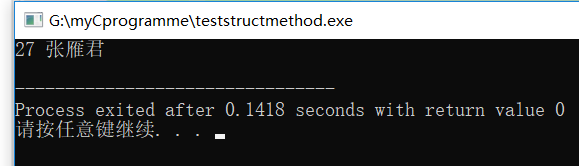 G:\myCprogramme\teststructmethod.exe
27 张雁君
--------------------------------
Process exited after 0.1418 seconds with return value 0
请按任意键继续. . .